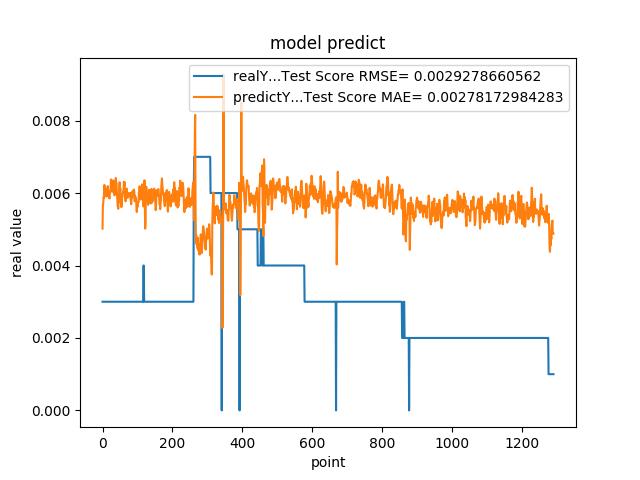 model predict
realY...Test Score RMSE= 0.0029278660562
predictY...Test Score MAE= 0.00278172984283
0.008
0.006
0.004
0.002
0.000
real value
0 200 400 600 800 1000 1200
point